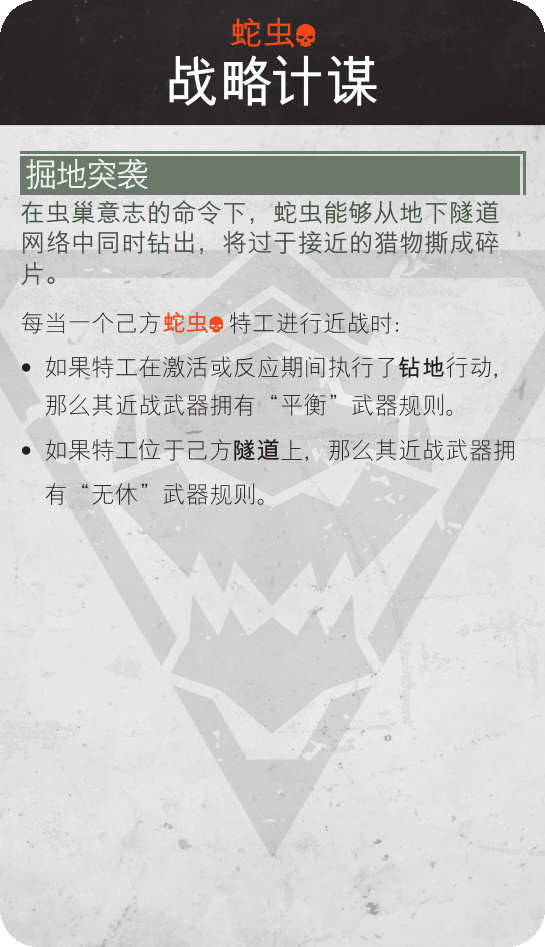 蛇虫
战略计谋
掘地突袭
在虫巢意志的命令下，蛇虫能够从地下隧道
网络中同时钻出，将过于接近的猎物撕成碎
片。
每当一个己方蛇虫特工进行近战时：
• 如果特工在激活或反应期间执行了钻地行动，
那么其近战武器拥有“平衡”武器规则。
• 如果特工位于己方隧道上，那么其近战武器拥
有“无休”武器规则。